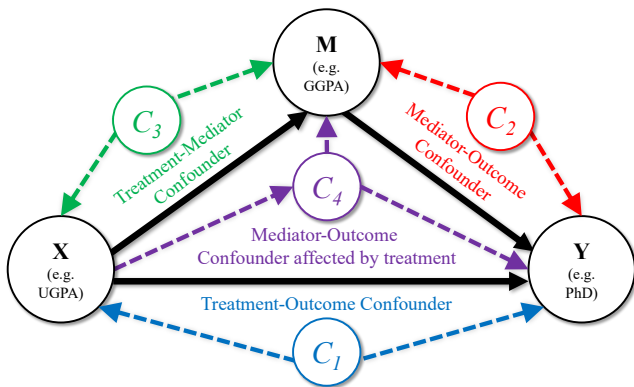 M
(e.g.
GGPA)
C3
C2
Treatment-Mediator
Confounder
Mediator-Outcome
Confounder
C4
X
(e.g.
UGPA)
Mediator-Outcome
Confounder affected by treatment
Y
(e.g.
PhD)
Treatment-Outcome Confounder
C1